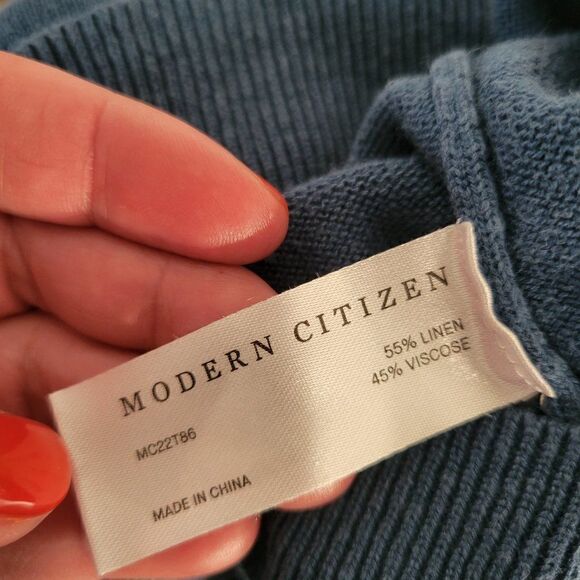 MODERN CITIZEN
55% LINEN
45% VISCOSE
MC22T86
MADE IN CHINA